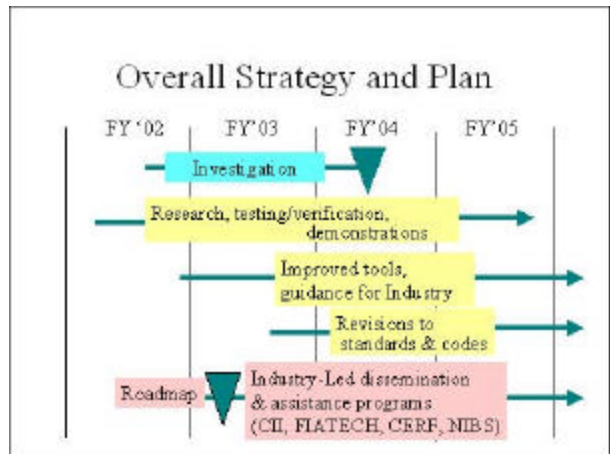 Overall Strategy and Plan
FY '02 FY'03 FY'04 FY'05
Investigation
Research, testing/verification,
demonstrations
Improved tools,
guidance for Industry
Revisions to
standards & codes
Roadmap
Industry-Led dissemination
& assistance programs
(CII, FIATECH, CERF, NIBS)